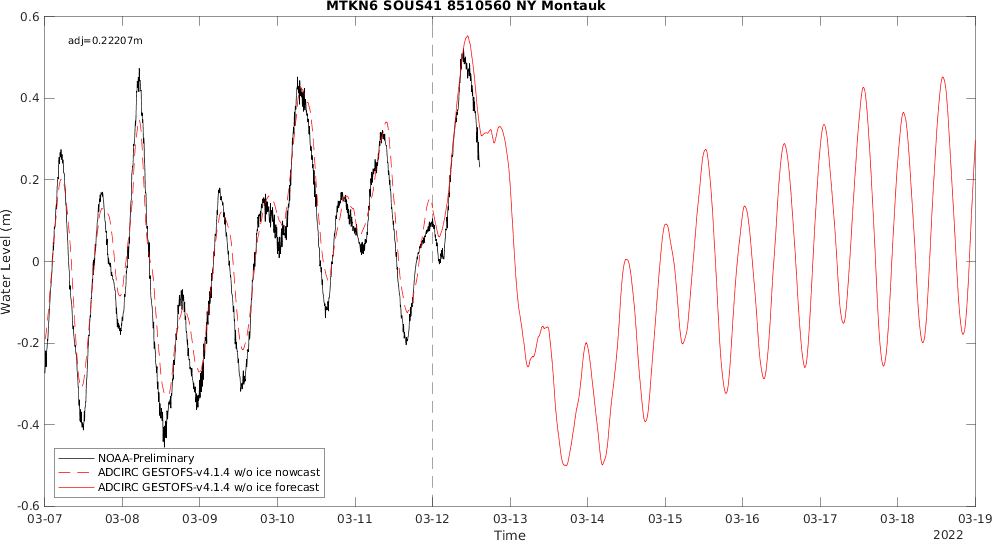 MTKN6 SOUS41 8510560 NY Montauk
adj=0.22207m
0.6
0.4
0.2
0
-0.2
-0.4
-0.6
Water Level (m)
NOAA-Preliminary
ADCIRC GESTOFS-v4.1.4 w/o ice nowcast
ADCIRC GESTOFS-v4.1.4 w/o ice forecast
03-07 03-08 03-09 03-10 03-11 03-12 03-13 03-14 03-15 03-16 03-17 03-18 03-19
Time
2022